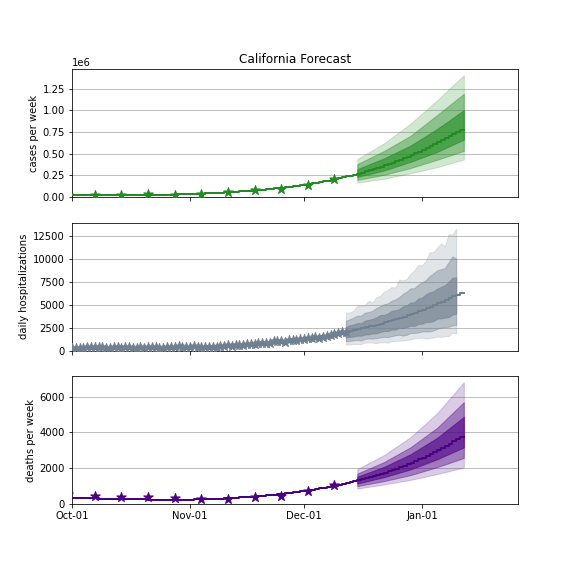 California Forecast
1e6
1.25
1.00
0.75
0.50
0.25
0.00
cases per week
12500
10000
7500
5000
2500
0
daily hospitalizations
6000
4000
2000
0
deaths per week
Oct-01 Nov-01 Dec-01 Jan-01